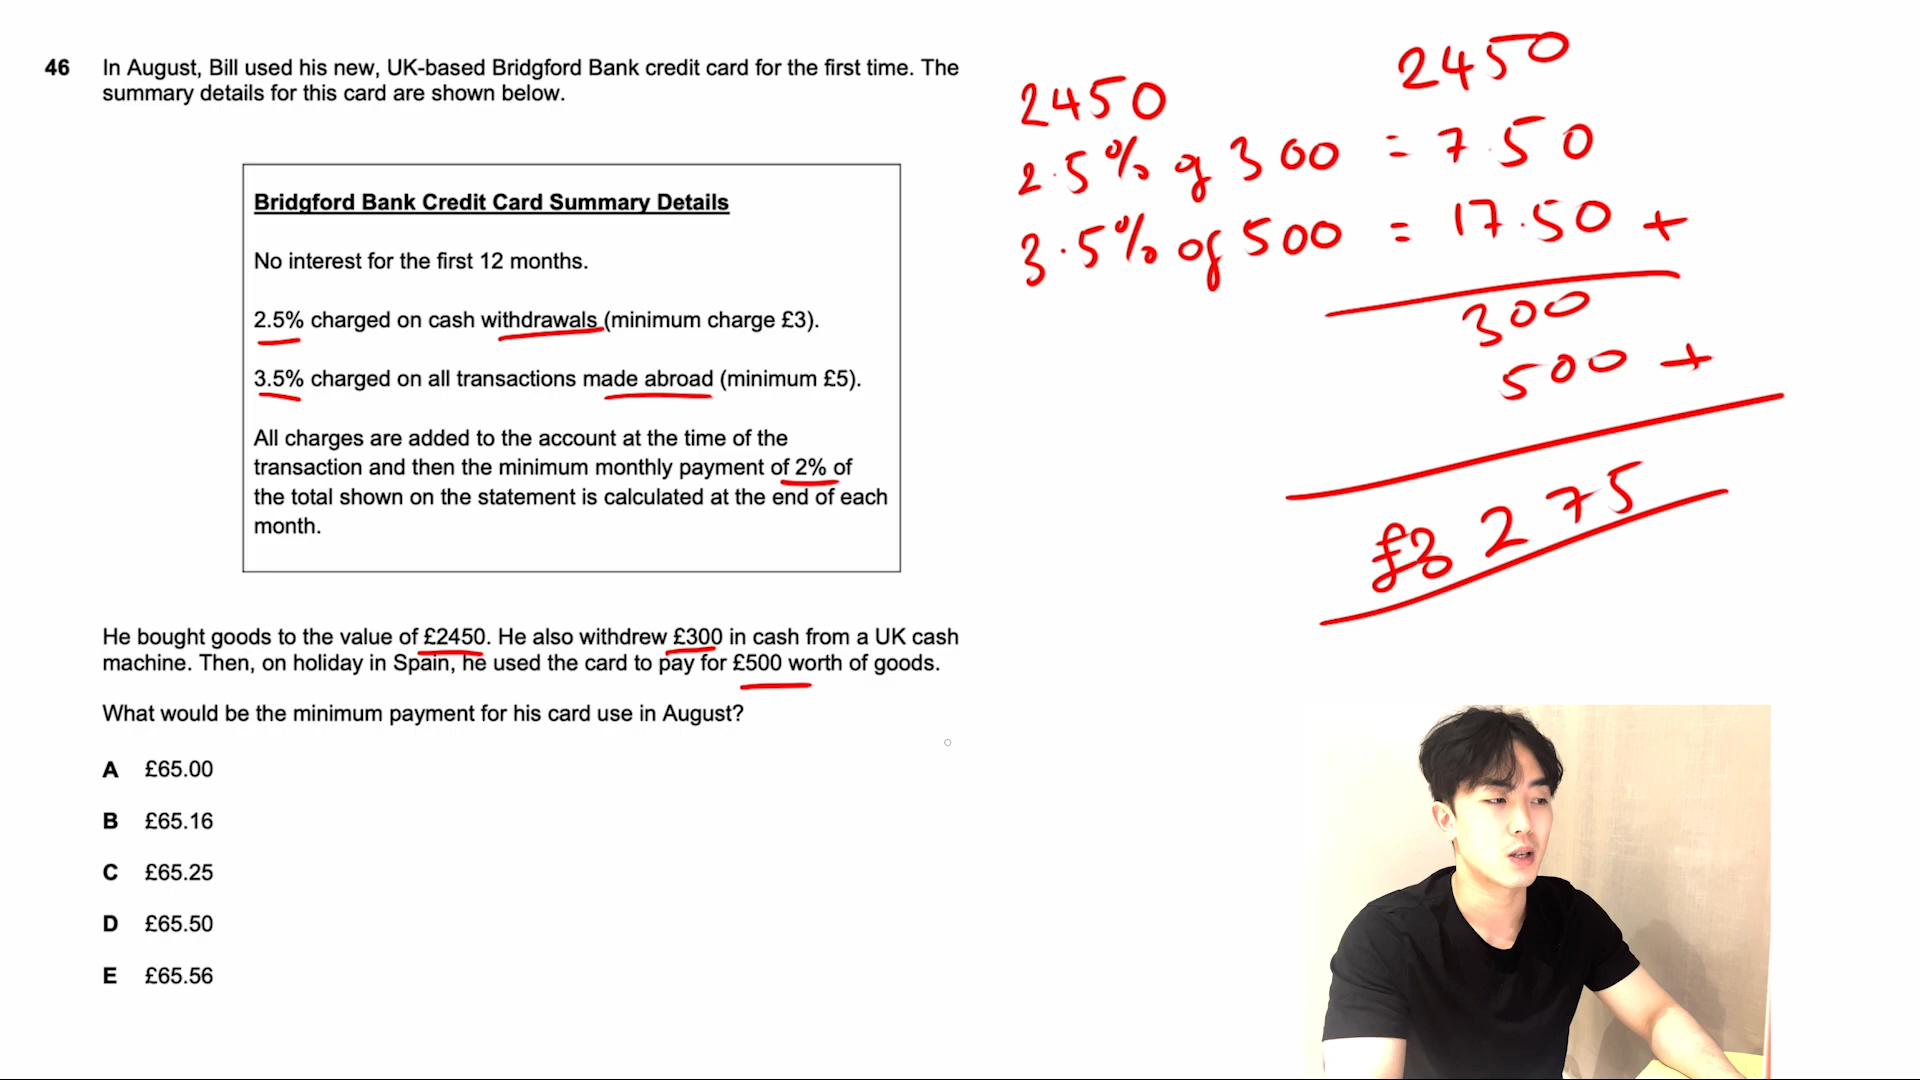 46 In August, Bill used his new, UK-based Bridgford Bank credit card for the first time. The
summary details for this card are shown below.
Bridgford Bank Credit Card Summary Details
No interest for the first 12 months.
2.5% charged on cash withdrawals (minimum charge £3).
3.5% charged on all transactions made abroad (minimum £5).
All charges are added to the account at the time of the
transaction and then the minimum monthly payment of 2% of
the total shown on the statement is calculated at the end of each
month.
He bought goods to the value of £2450. He also withdrew £300 in cash from a UK cash
machine. Then, on holiday in Spain, he used the card to pay for £500 worth of goods.
What would be the minimum payment for his card use in August?
A £65.00
B £65.16
C £65.25
D £65.50
E £65.56
2450
2450
2.5% of 300 = 7.50
3.5% of 500 = 17.50 +
300
500 +
£3275